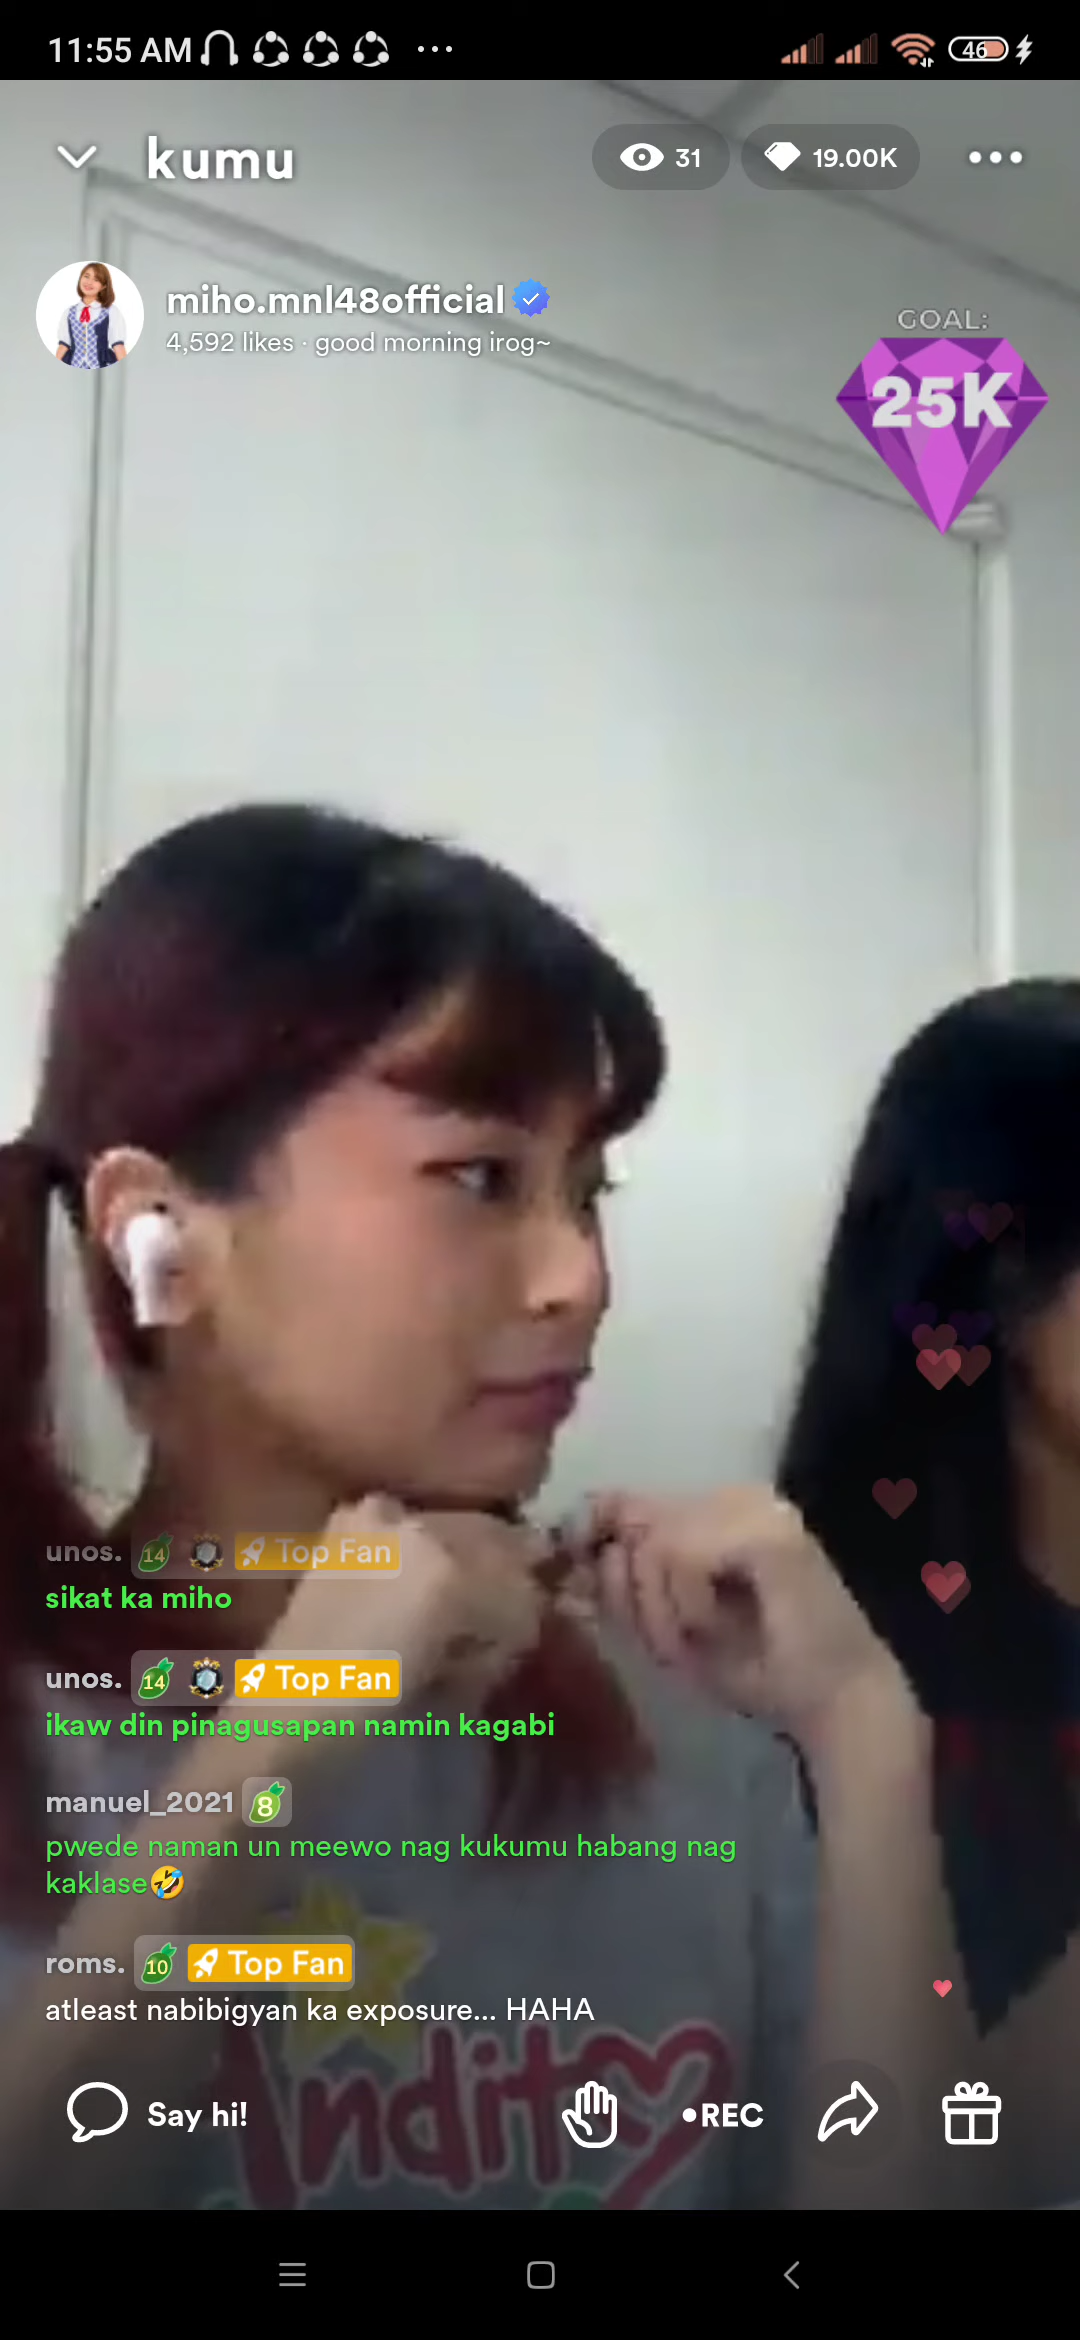 11:55 AM
46
kumu
31
19.00K
miho.mnl48official
4,592 likes · good morning irog~
GOAL:
25K
unos. 14 Top Fan
sikat ka miho
unos. 14 Top Fan
ikaw din pinagusapan namin kagabi
manuel_2021 8
pwede naman un meewo nag kukumu habang nag
kaklase🤣
roms. 10 Top Fan
atleast nabibigyan ka exposure... HAHA
Indit
Say hi!
•REC